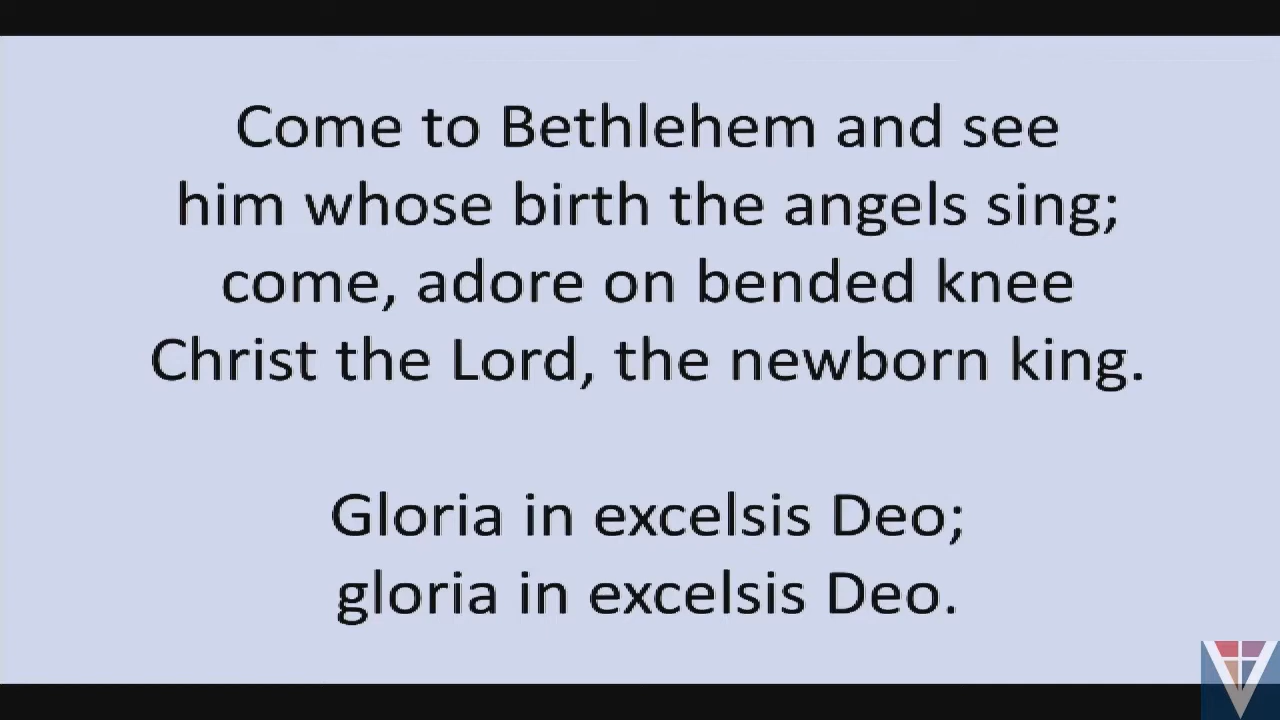 Come to Bethlehem and see
him whose birth the angels sing;
come, adore on bended knee
Christ the Lord, the newborn king.
Gloria in excelsis Deo;
gloria in excelsis Deo.